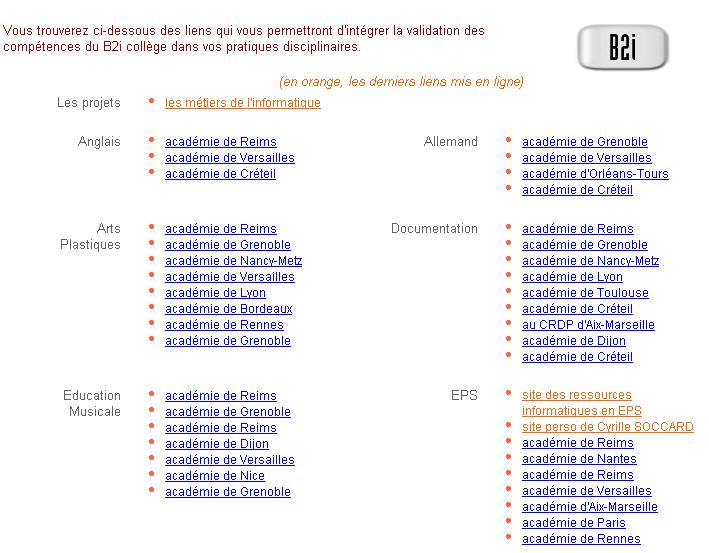 Vous trouverez ci-dessous des liens qui vous permettront d'intégrer la validation des
compétences du B2i collège dans vos pratiques disciplinaires.
B2i
(en orange, les derniers liens mis en ligne)
Les projets
les métiers de l'informatique
Anglais
académie de Reims
académie de Versailles
académie de Créteil
Allemand
académie de Grenoble
académie de Versailles
académie d'Orléans-Tours
académie de Créteil
Arts
Plastiques
académie de Reims
académie de Grenoble
académie de Nancy-Metz
académie de Versailles
académie de Lyon
académie de Bordeaux
académie de Rennes
académie de Grenoble
Documentation
académie de Reims
académie de Grenoble
académie de Nancy-Metz
académie de Lyon
académie de Toulouse
académie de Créteil
au CRDP d'Aix-Marseille
académie de Dijon
académie de Créteil
Education
Musicale
académie de Reims
académie de Grenoble
académie de Reims
académie de Dijon
académie de Versailles
académie de Nice
académie de Grenoble
EPS
site des ressources
informatiques en EPS
site perso de Cyrille SOCCARD
académie de Reims
académie de Nantes
académie de Reims
académie de Versailles
académie d'Aix-Marseille
académie de Paris
académie de Rennes